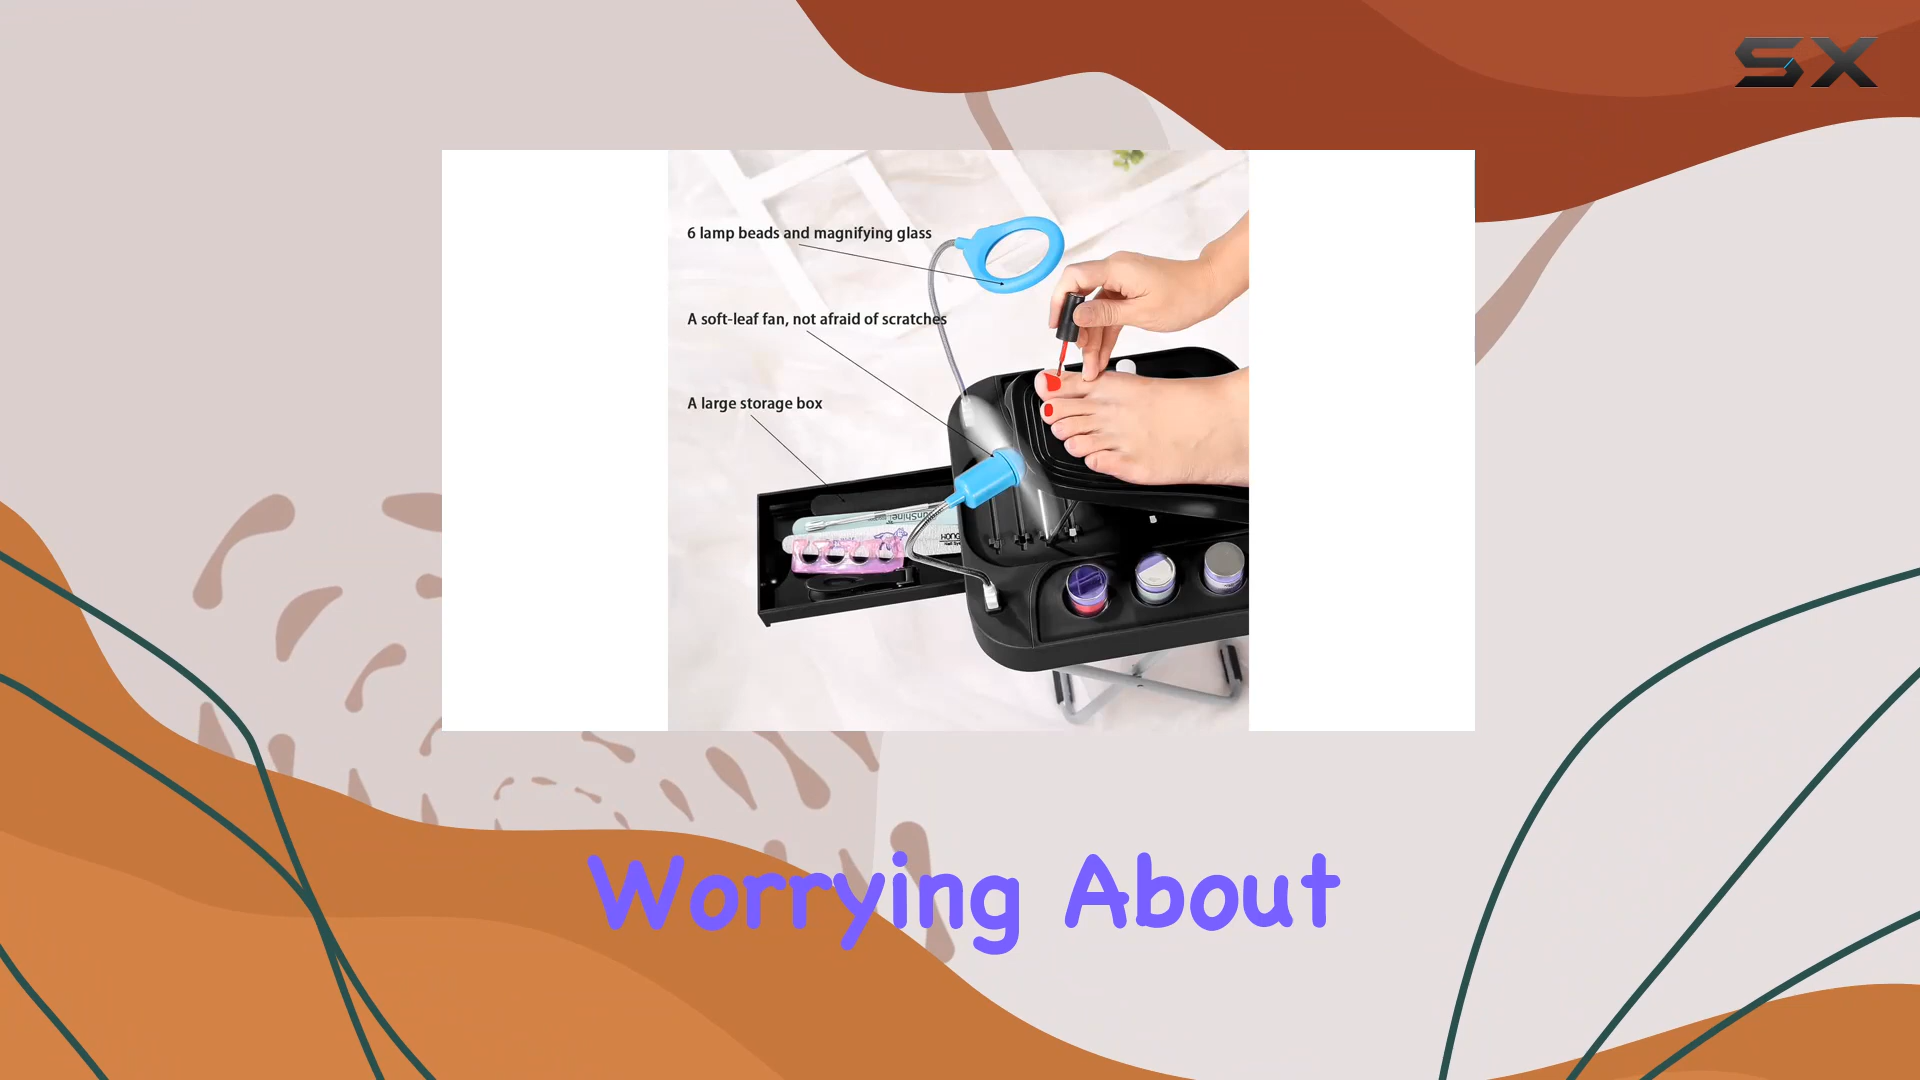 SX
6 lamp beads and magnifying glass
A soft-leaf fan, not afraid of scratches
A large storage box
Worrying About